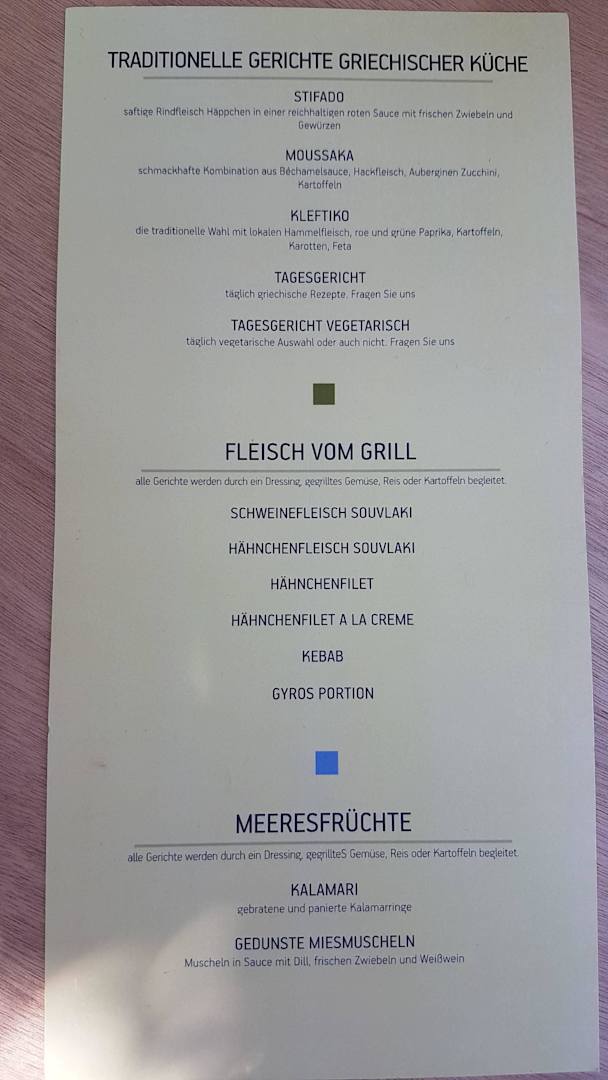 TRADITIONELLE GERICHTE GRIECHISCHER KÜCHE
STIFADO
saftige Rindfleisch Häppchen in einer reichhaltigen roten Sauce mit frischen Zwiebeln und
Gewürzen
MOUSSAKA
schmackhafte Kombination aus Béchamelsauce, Hackfleisch, Auberginen Zucchini,
Kartoffeln
KLEFTIKO
die traditionelle Wahl mit lokalen Hammelfleisch, roe und grüne Paprika, Kartoffeln,
Karotten, Feta
TAGESGERICHT
täglich griechische Rezepte. Fragen Sie uns
TAGESGERICHT VEGETARISCH
täglich vegetarische Auswahl oder auch nicht. Fragen Sie uns
FLEISCH VOM GRILL
alle Gerichte werden durch ein Dressing, gegrilltes Gemüse, Reis oder Kartoffeln begleitet.
SCHWEINEFLEISCH SOUVLAKI
HÄHNCHENFLEISCH SOUVLAKI
HÄHNCHENFILET
HÄHNCHENFILET A LA CREME
KEBAB
GYROS PORTION
MEERESFRÜCHTE
alle Gerichte werden durch ein Dressing, gegrillteS Gemüse, Reis oder Kartoffeln begleitet.
KALAMARI
gebratene und panierte Kalamarringe
GEDUNSTE MIESMUSCHELN
Muscheln in Sauce mit Dill, frischen Zwiebeln und Weißwein